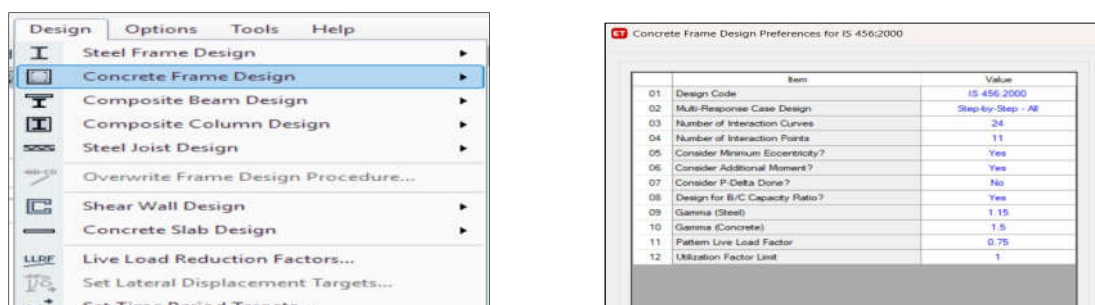 Design Options Tools Help
Steel Frame Design
Concrete Frame Design
Composite Beam Design
Composite Column Design
Steel Joist Design
Overwrite Frame Design Procedure...
Shear Wall Design
Concrete Slab Design
LLRF Live Load Reduction Factors...
Set Lateral Displacement Targets...
Set Time Period Targets...
ET Concrete Frame Design Preferences for IS 456:2000
Item Value
01 Design Code IS 456:2000
02 Multi-Response Case Design Step-by-Step - All
03 Number of Interaction Curves 24
04 Number of Interaction Points 11
05 Consider Minimum Eccentricity? Yes
06 Consider Additional Moment? Yes
07 Consider P-Delta Done? No
08 Design for B/C Capacity Ratio? Yes
09 Gamma (Steel) 1.15
10 Gamma (Concrete) 1.5
11 Pattern Live Load Factor 0.75
12 Utilization Factor Limit 1